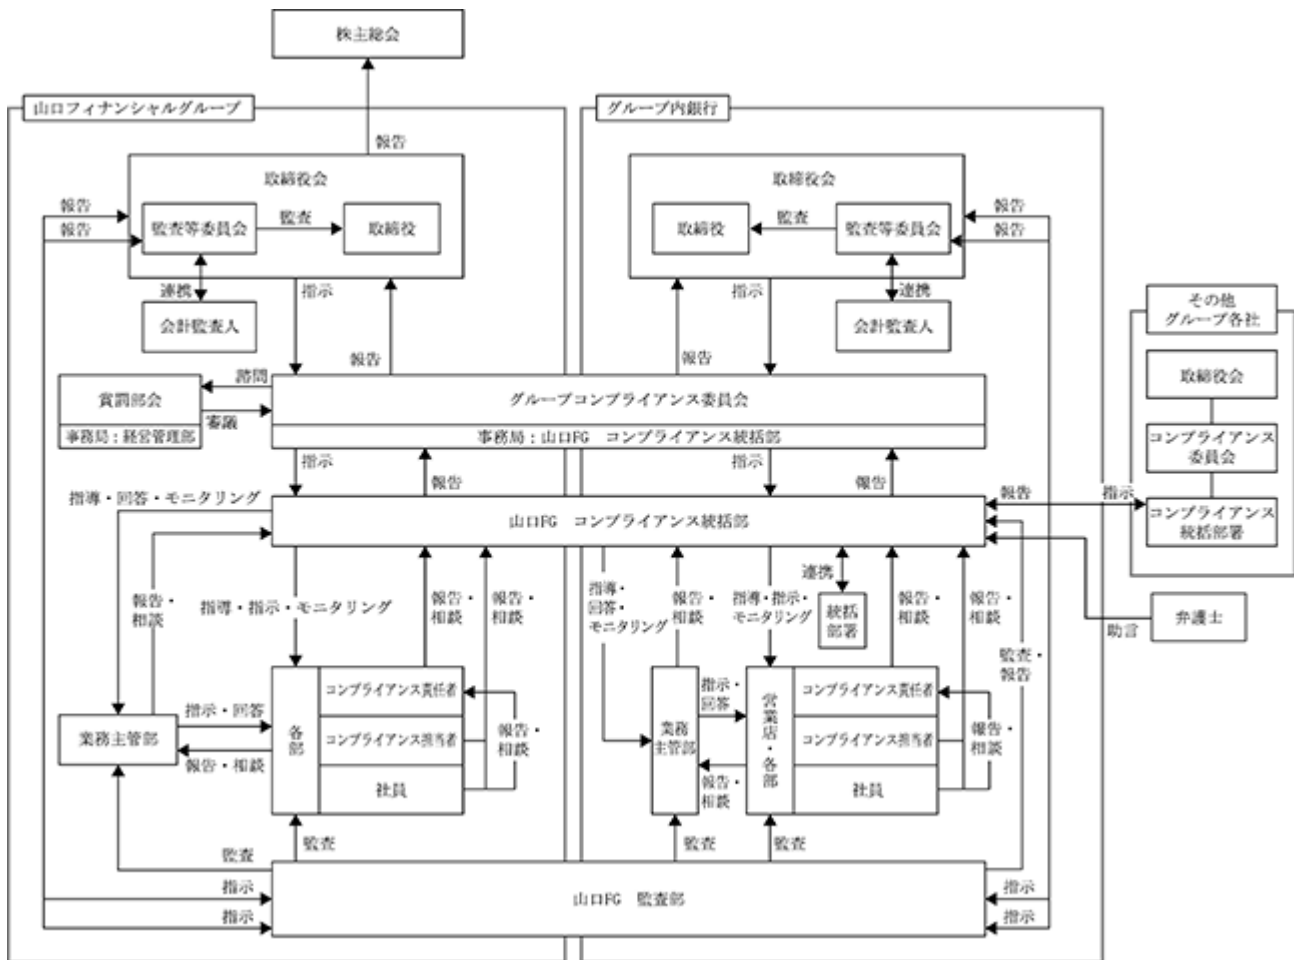 株主総会
山口フィナンシャルグループ
グループ内銀行
報告
取締役会
監査等委員会
監査
取締役
報告
報告
連携
会計監査人
指示
報告
取締役会
取締役
監査
監査等委員会
報告
報告
連携
会計監査人
報告
指示
その他
グループ各社
取締役会
コンプライアンス
委員会
コンプライアンス
統括部署
賞罰部会
事務局：経営管理部
諮問
審議
グループコンプライアンス委員会
事務局：山口FG コンプライアンス統括部
指示
報告
指示
報告
指導・回答・モニタリング
山口FG コンプライアンス統括部
報告
指示
報告・
相談
指導・指示・モニタリング
報告・
相談
報告・
相談
指導・
回答・
モニタリング
報告・
相談
指導・指示・
モニタリング
連携
統括
部署
報告・
相談
報告・
相談
監査・
報告
助言
弁護士
業務主管部
指示・回答
報告・相談
各部
コンプライアンス責任者
コンプライアンス担当者
社員
報告・
相談
業務
主管部
指示・
回答
報告・
相談
営業店・各部
コンプライアンス責任者
コンプライアンス担当者
社員
報告・
相談
監査
監査
監査
監査
指示
指示
山口FG 監査部
指示
指示